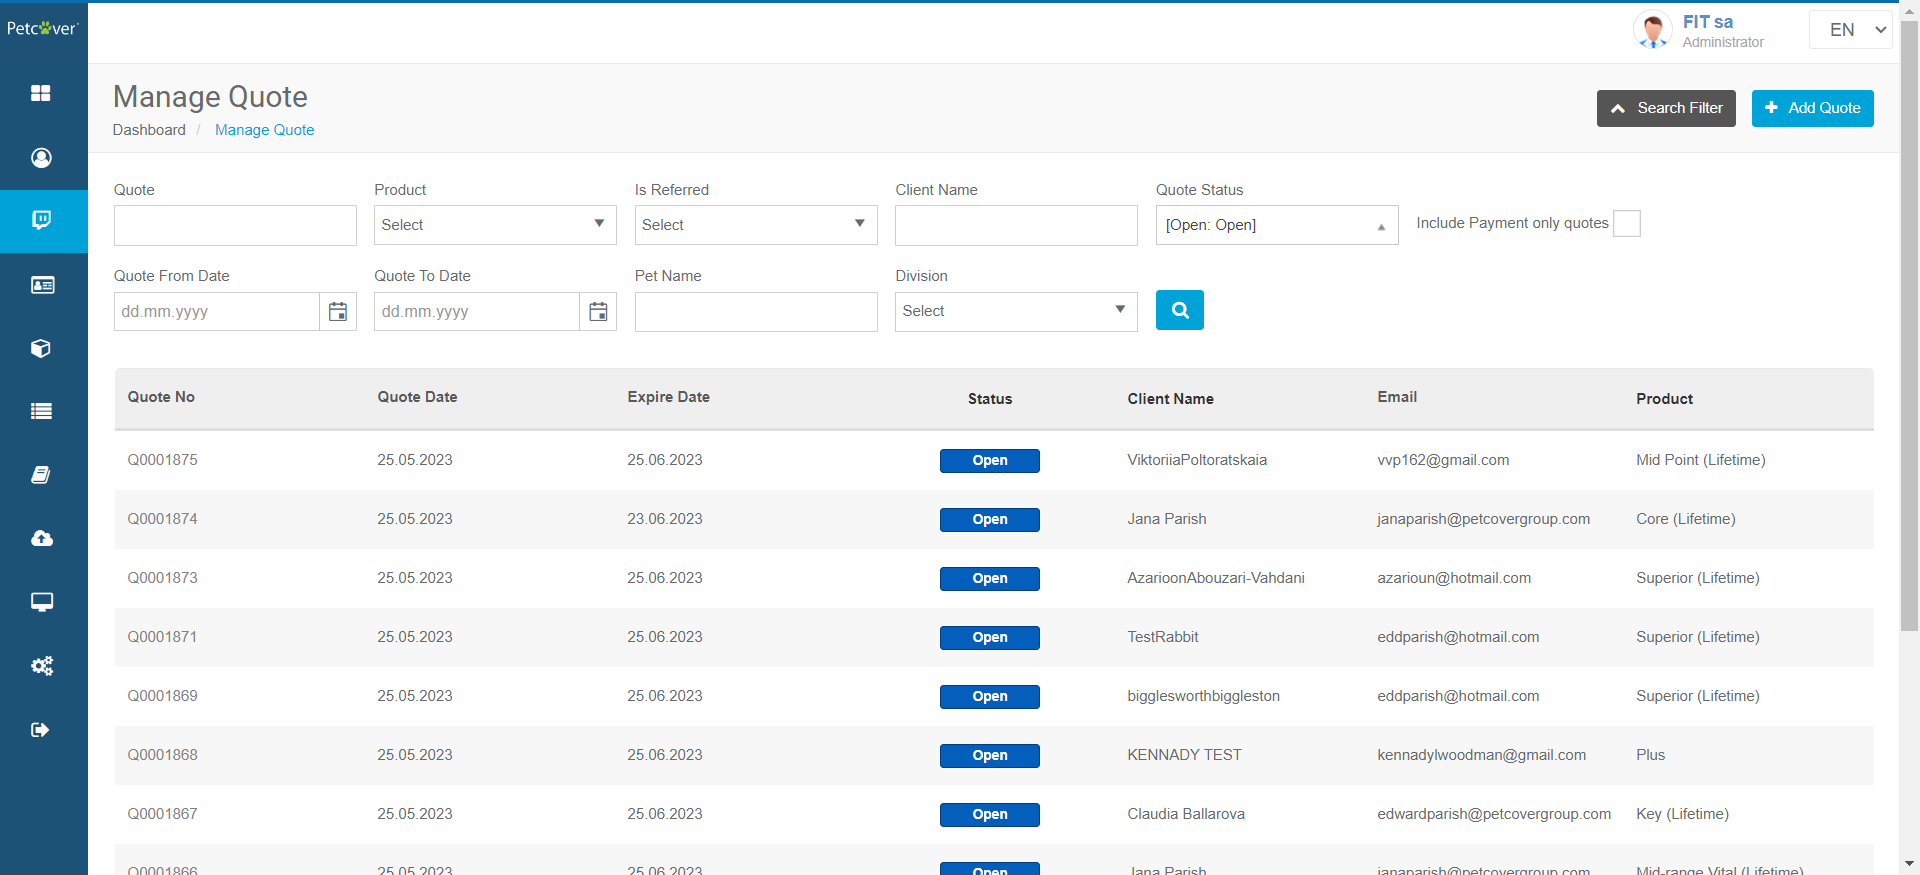 Petcover
FIT sa
Administrator
EN
Manage Quote
Dashboard / Manage Quote
Search Filter
Add Quote
Quote Product Is Referred Client Name Quote Status
Select Select [Open: Open] Include Payment only quotes
Quote From Date Quote To Date Pet Name Division
dd.mm.yyyy dd.mm.yyyy Select
Quote No Quote Date Expire Date Status Client Name Email Product
Q0001875 25.05.2023 25.06.2023 Open ViktoriiaPoltoratskaia vvp162@gmail.com Mid Point (Lifetime)
Q0001874 25.05.2023 23.06.2023 Open Jana Parish janaparish@petcovergroup.com Core (Lifetime)
Q0001873 25.05.2023 25.06.2023 Open AzarioonAbouzari-Vahdani azarioun@hotmail.com Superior (Lifetime)
Q0001871 25.05.2023 25.06.2023 Open TestRabbit eddparish@hotmail.com Superior (Lifetime)
Q0001869 25.05.2023 25.06.2023 Open bigglesworthbiggleston eddparish@hotmail.com Superior (Lifetime)
Q0001868 25.05.2023 25.06.2023 Open KENNADY TEST kennadylwoodman@gmail.com Plus
Q0001867 25.05.2023 25.06.2023 Open Claudia Ballarova edwardparish@petcovergroup.com Key (Lifetime)
Q0001866 25.05.2023 25.06.2023 Open Jana Parish janaparish@petcovergroup.com Mid-range Vital (Lifetime)